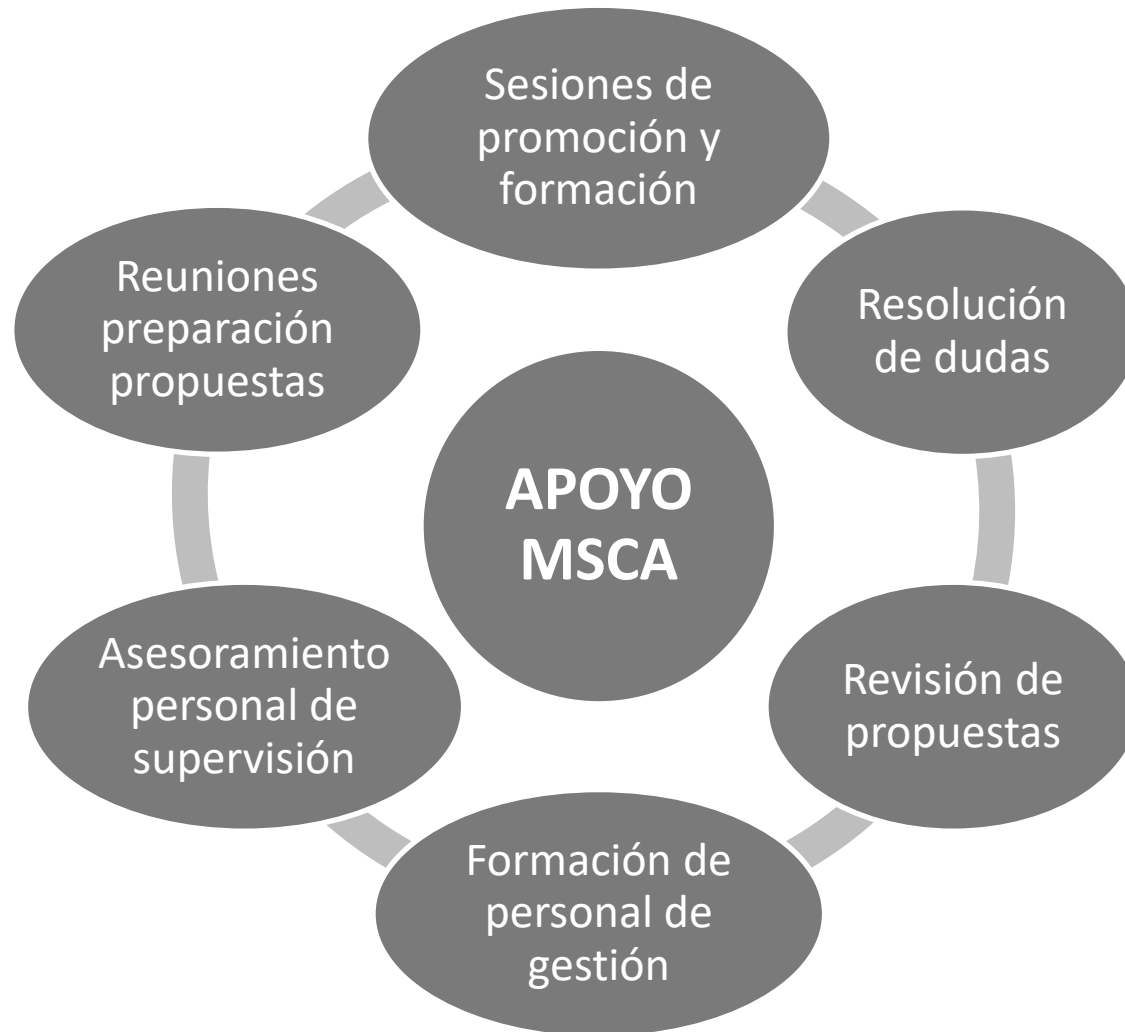 Sesiones de
promoción y
formación
Resolución
de dudas
Revisión de
propuestas
Formación de
personal de
gestión
Asesoramiento
personal de
supervisión
Reuniones
preparación
propuestas
APOYO
MSCA